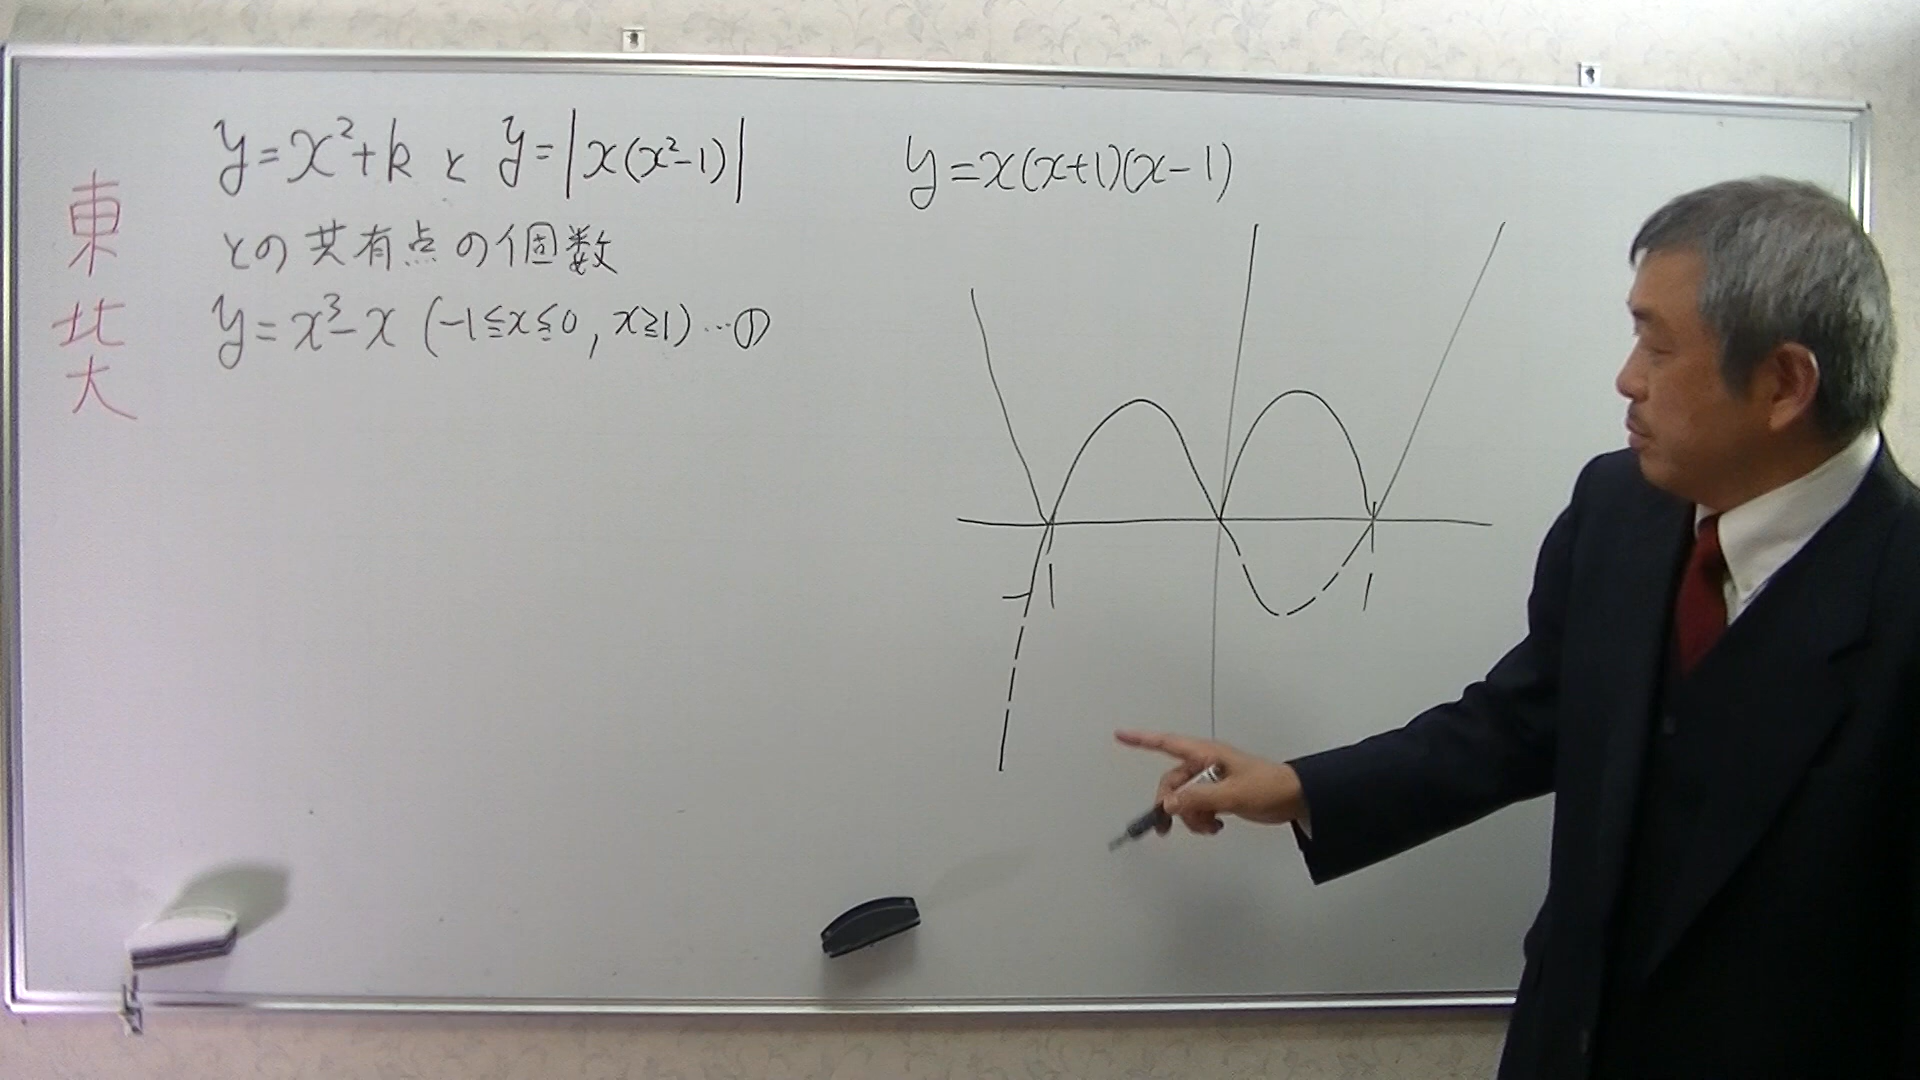 東北大
y=x²+k と y=|x(x²-1)|
との共有点の個数
y=x³-x (-1≦x≦0, x≧1)…①
y=x(x+1)(x-1)
-1
1